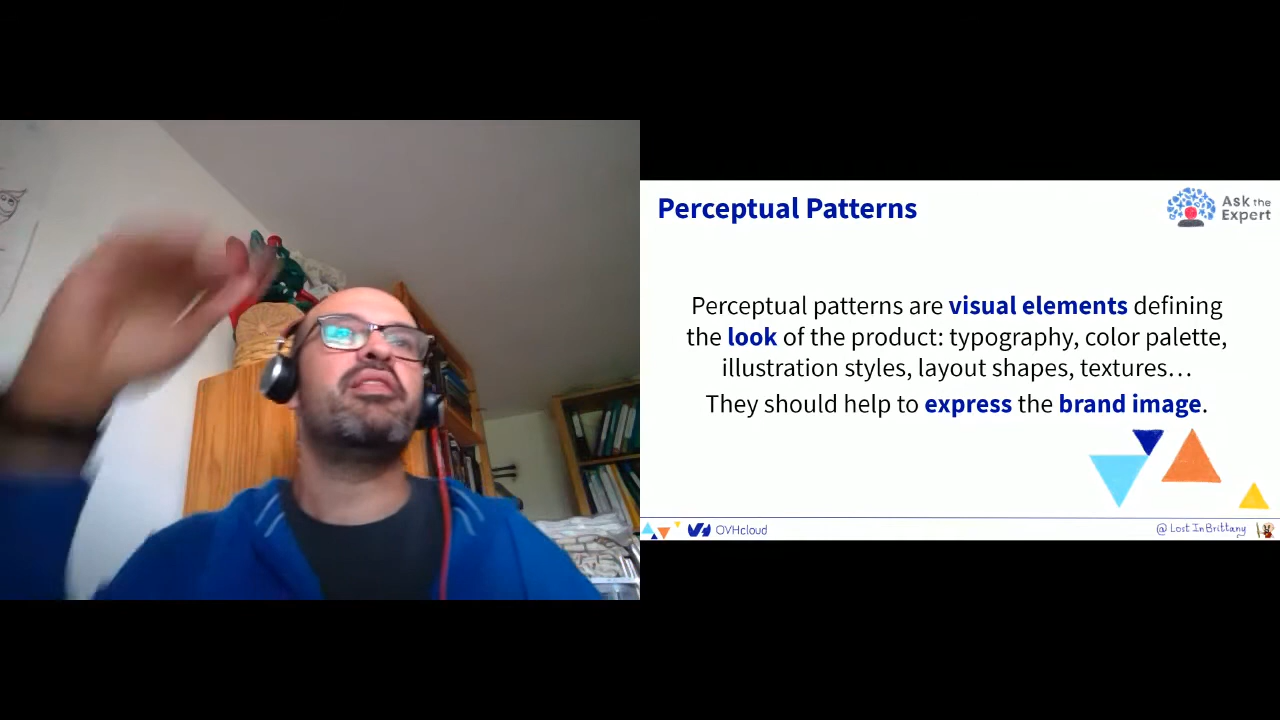 Perceptual Patterns
Ask the
Expert
Perceptual patterns are visual elements defining
the look of the product: typography, color palette,
illustration styles, layout shapes, textures…
They should help to express the brand image.
OVHcloud
@LostInBrittany